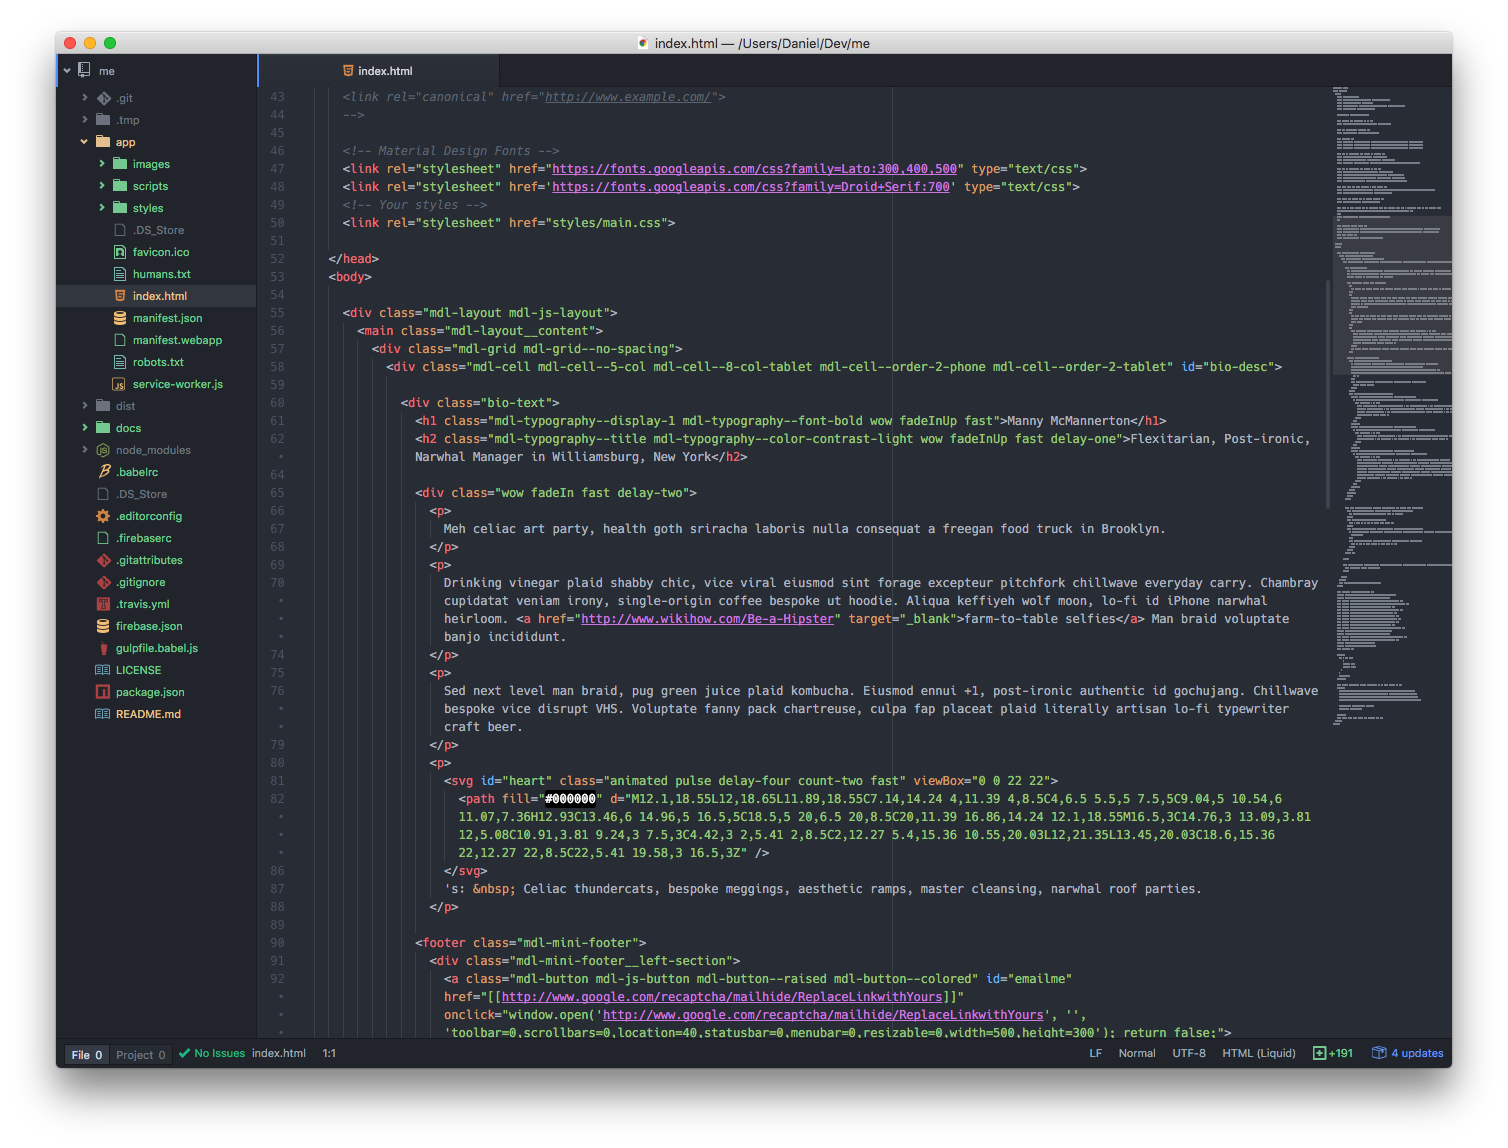 index.html — /Users/Daniel/Dev/me
me
.git
.tmp
app
images
scripts
styles
.DS_Store
favicon.ico
humans.txt
index.html
manifest.json
manifest.webapp
robots.txt
service-worker.js
dist
docs
node_modules
.babelrc
.DS_Store
.editorconfig
.firebaserc
.gitattributes
.gitignore
.travis.yml
firebase.json
gulpfile.babel.js
LICENSE
package.json
README.md
index.html
43 <link rel="canonical" href="http://www.example.com/">
44 -->
45
46 <!-- Material Design Fonts -->
47 <link rel="stylesheet" href="https://fonts.googleapis.com/css?family=Lato:300,400,500" type="text/css">
48 <link rel="stylesheet" href='https://fonts.googleapis.com/css?family=Droid+Serif:700' type="text/css">
49 <!-- Your styles -->
50 <link rel="stylesheet" href="styles/main.css">
51
52 </head>
53 <body>
54
55 <div class="mdl-layout mdl-js-layout">
56 <main class="mdl-layout__content">
57 <div class="mdl-grid mdl-grid--no-spacing">
58 <div class="mdl-cell mdl-cell--5-col mdl-cell--8-col-tablet mdl-cell--order-2-phone mdl-cell--order-2-tablet" id="bio-desc">
59
60 <div class="bio-text">
61 <h1 class="mdl-typography--display-1 mdl-typography--font-bold wow fadeInUp fast">Manny McMannerton</h1>
62 <h2 class="mdl-typography--title mdl-typography--color-contrast-light wow fadeInUp fast delay-one">Flexitarian, Post-ironic,
• Narwhal Manager in Williamsburg, New York</h2>
64
65 <div class="wow fadeIn fast delay-two">
66 <p>
67 Meh celiac art party, health goth sriracha laboris nulla consequat a freegan food truck in Brooklyn.
68 </p>
69 <p>
70 Drinking vinegar plaid shabby chic, vice viral eiusmod sint forage excepteur pitchfork chillwave everyday carry. Chambray
• cupidatat veniam irony, single-origin coffee bespoke ut hoodie. Aliqua keffiyeh wolf moon, lo-fi id iPhone narwhal
• heirloom. <a href="http://www.wikihow.com/Be-a-Hipster" target="_blank">farm-to-table selfies</a> Man braid voluptate
• banjo incididunt.
74 </p>
75 <p>
76 Sed next level man braid, pug green juice plaid kombucha. Eiusmod ennui +1, post-ironic authentic id gochujang. Chillwave
• bespoke vice disrupt VHS. Voluptate fanny pack chartreuse, culpa fap placeat plaid literally artisan lo-fi typewriter
• craft beer.
79 </p>
80 <p>
81 <svg id="heart" class="animated pulse delay-four count-two fast" viewBox="0 0 22 22">
82 <path fill="#000000" d="M12.1,18.55L12,18.65L11.89,18.55C7.14,14.24 4,11.39 4,8.5C4,6.5 5.5,5 7.5,5C9.04,5 10.54,6
• 11.07,7.36H12.93C13.46,6 14.96,5 16.5,5C18.5,5 20,6.5 20,8.5C20,11.39 16.86,14.24 12.1,18.55M16.5,3C14.76,3 13.09,3.81
• 12,5.08C10.91,3.81 9.24,3 7.5,3C4.42,3 2,5.41 2,8.5C2,12.27 5.4,15.36 10.55,20.03L12,21.35L13.45,20.03C18.6,15.36
• 22,12.27 22,8.5C22,5.41 19.58,3 16.5,3Z" />
86 </svg>
87 's: &nbsp; Celiac thundercats, bespoke meggings, aesthetic ramps, master cleansing, narwhal roof parties.
88 </p>
89
90 <footer class="mdl-mini-footer">
91 <div class="mdl-mini-footer__left-section">
92 <a class="mdl-button mdl-js-button mdl-button--raised mdl-button--colored" id="emailme"
• href="[[http://www.google.com/recaptcha/mailhide/ReplaceLinkwithYours]]"
• onclick="window.open('http://www.google.com/recaptcha/mailhide/ReplaceLinkwithYours', '',
• 'toolbar=0,scrollbars=0,location=40,statusbar=0,menubar=0,resizable=0,width=500,height=300'); return false;">
File 0 Project 0 No Issues index.html 1:1 LF Normal UTF-8 HTML (Liquid) +191 4 updates